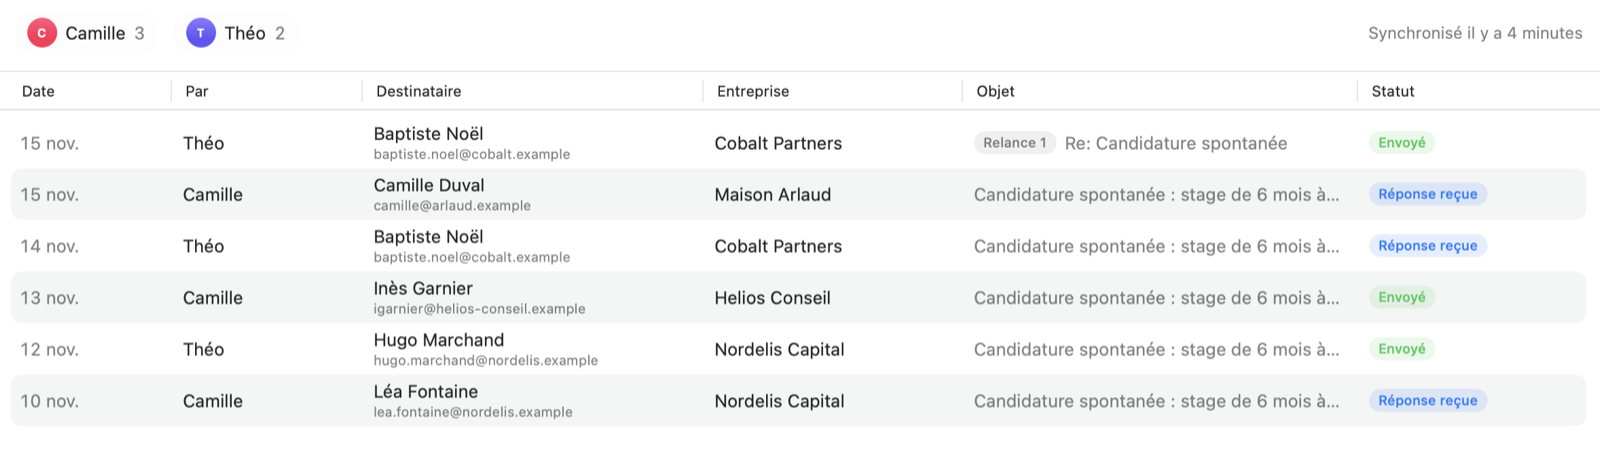 C Camille 3 T Théo 2 Synchronisé il y a 4 minutes
Date Par Destinataire Entreprise Objet Statut
15 nov. Théo Baptiste Noël Cobalt Partners Relance 1 Re: Candidature spontanée Envoyé
baptiste.noel@cobalt.example
15 nov. Camille Camille Duval Maison Arlaud Candidature spontanée : stage de 6 mois à... Réponse reçue
camille@arlaud.example
14 nov. Théo Baptiste Noël Cobalt Partners Candidature spontanée : stage de 6 mois à... Réponse reçue
baptiste.noel@cobalt.example
13 nov. Camille Inès Garnier Helios Conseil Candidature spontanée : stage de 6 mois à... Envoyé
igarnier@helios-conseil.example
12 nov. Théo Hugo Marchand Nordelis Capital Candidature spontanée : stage de 6 mois à... Envoyé
hugo.marchand@nordelis.example
10 nov. Camille Léa Fontaine Nordelis Capital Candidature spontanée : stage de 6 mois à... Réponse reçue
lea.fontaine@nordelis.example